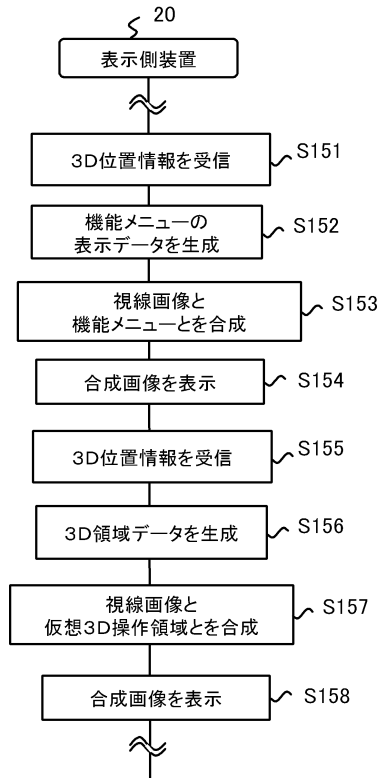 20
表示側装置
3D位置情報を受信
S151
機能メニューの
表示データを生成
S152
視線画像と
機能メニューとを合成
S153
合成画像を表示
S154
3D位置情報を受信
S155
3D領域データを生成
S156
視線画像と
仮想3D操作領域とを合成
S157
合成画像を表示
S158